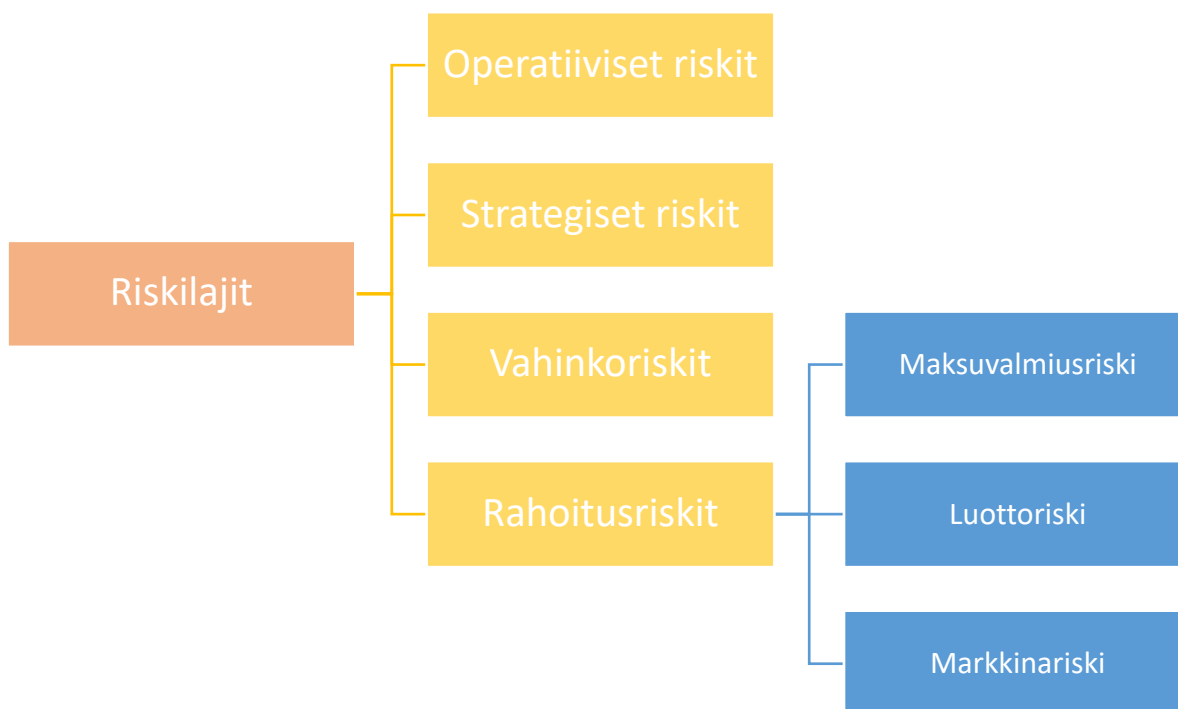 Riskilajit
Operatiiviset riskit
Strategiset riskit
Vahinkoriskit
Rahoitusriskit
Maksuvalmiusriski
Luottoriski
Markkinariski